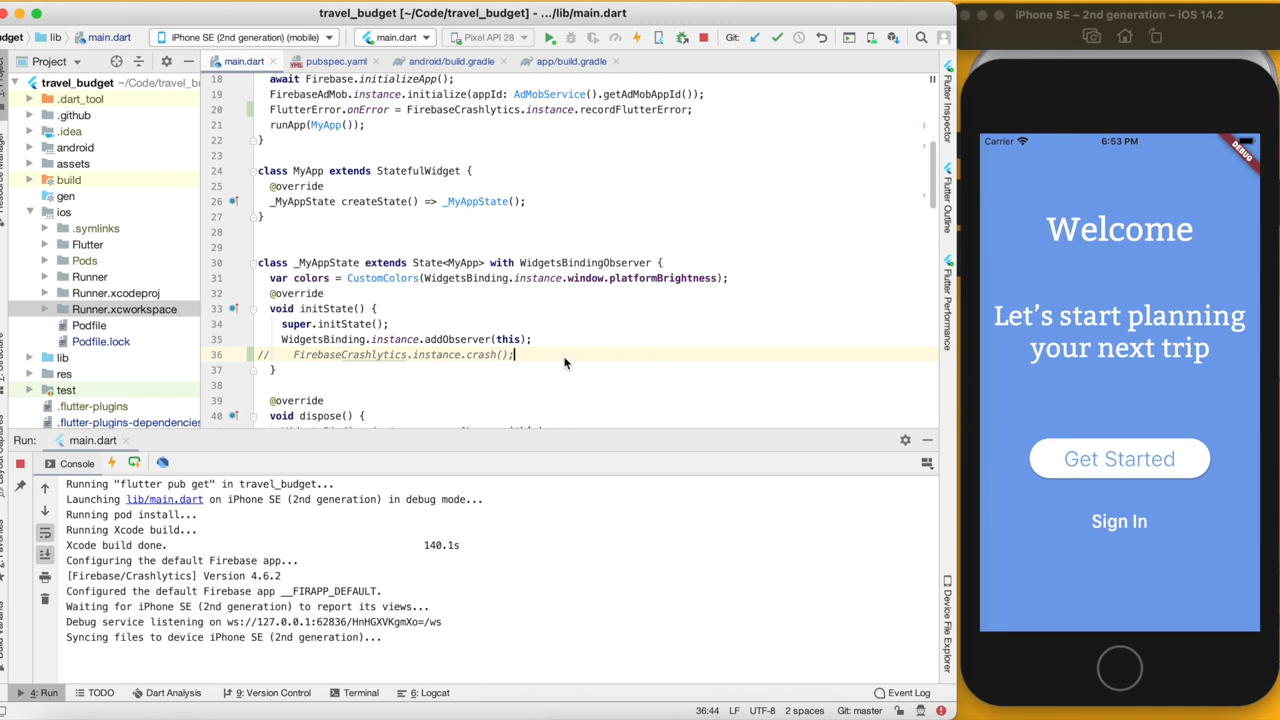 travel_budget [~/Code/travel_budget] - .../lib/main.dart
dget
lib
main.dart
iPhone SE (2nd generation) (mobile)
main.dart
Pixel API 28
Git:
Project
main.dart
pubspec.yaml
android/build.gradle
app/build.gradle
travel_budget ~/Code/travel_bu
.dart_tool
.github
.idea
android
assets
build
gen
ios
.symlinks
Flutter
Pods
Runner
Runner.xcodeproj
Runner.xcworkspace
Podfile
Podfile.lock
lib
res
test
.flutter-plugins
.flutter-plugins-dependencies
18 await Firebase.initializeApp();
19 FirebaseAdMob.instance.initialize(appId: AdMobService().getAdMobAppId());
20 FlutterError.onError = FirebaseCrashlytics.instance.recordFlutterError;
21 runApp(MyApp());
22 }
23
24 class MyApp extends StatefulWidget {
25 @override
26 _MyAppState createState() => _MyAppState();
27 }
28
29
30 class _MyAppState extends State<MyApp> with WidgetsBindingObserver {
31 var colors = CustomColors(WidgetsBinding.instance.window.platformBrightness);
32 @override
33 void initState() {
34 super.initState();
35 WidgetsBinding.instance.addObserver(this);
36 // FirebaseCrashlytics.instance.crash();
37 }
38
39 @override
40 void dispose() {
Flutter Inspector
Flutter Outline
Flutter Performance
Device File Explorer
Run:
main.dart
Console
Running "flutter pub get" in travel_budget...
Launching lib/main.dart on iPhone SE (2nd generation) in debug mode...
Running pod install...
Running Xcode build...
Xcode build done. 140.1s
Configuring the default Firebase app...
[Firebase/Crashlytics] Version 4.6.2
Configured the default Firebase app __FIRAPP_DEFAULT.
Waiting for iPhone SE (2nd generation) to report its views...
Debug service listening on ws://127.0.0.1:62836/HnHGXVKgmXo=/ws
Syncing files to device iPhone SE (2nd generation)...
4: Run
TODO
Dart Analysis
9: Version Control
Terminal
6: Logcat
Event Log
36:44 LF UTF-8 2 spaces Git: master
iPhone SE – 2nd generation – iOS 14.2
Carrier
6:53 PM
DEBUG
Welcome
Let's start planning
your next trip
Get Started
Sign In